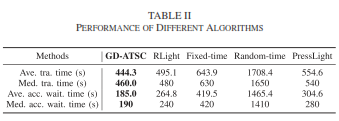 TABLE II
PERFORMANCE OF DIFFERENT ALGORITHMS
Methods GD-ATSC RLight Fixed-time Random-time PressLight
Ave. tra. time (s) 444.3 495.1 643.9 1708.4 554.6
Med. tra. time (s) 460.0 480 630 1650 540
Ave. acc. wait. time (s) 185.0 264.8 419.5 1465.4 304.6
Med. acc. wait. time (s) 190 240 420 1410 280